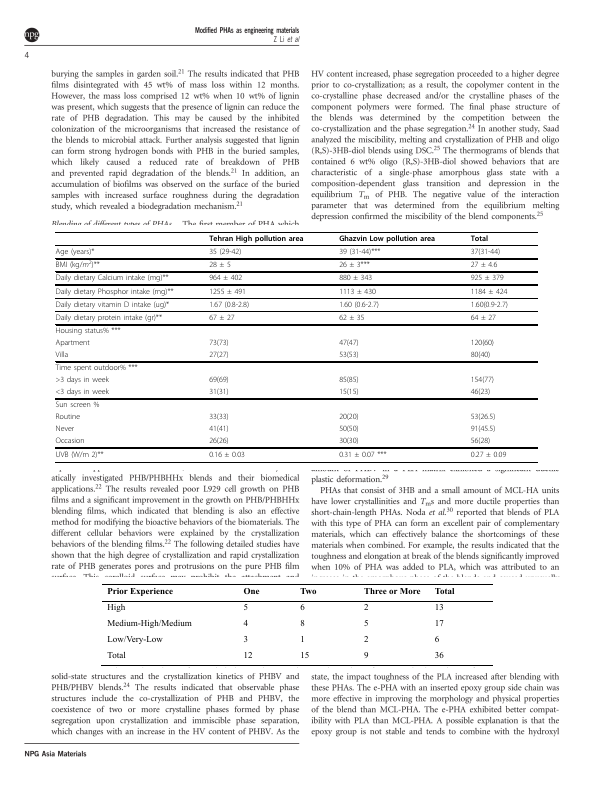 npg
Modified PHAs as engineering materials
Z Li et al
4
burying the samples in garden soil.21 The results indicated that PHB
films disintegrated with 45 wt% of mass loss within 12 months.
However, the mass loss comprised 12 wt% when 10 wt% of lignin
was present, which suggests that the presence of lignin can reduce the
rate of PHB degradation. This may be caused by the inhibited
colonization of the microorganisms that increased the resistance of
the blends to microbial attack. Further analysis suggested that lignin
can form strong hydrogen bonds with PHB in the buried samples,
which likely caused a reduced rate of breakdown of PHB
and prevented rapid degradation of the blends.21 In addition, an
accumulation of biofilms was observed on the surface of the buried
samples with increased surface roughness during the degradation
study, which revealed a biodegradation mechanism.21
Blending of different types of PHAs. The first member of PHA which
HV content increased, phase segregation proceeded to a higher degree
prior to co-crystallization; as a result, the copolymer content in the
co-crystalline phase decreased and/or the crystalline phases of the
component polymers were formed. The final phase structure of
the blends was determined by the competition between the
co-crystallization and the phase segregation.24 In another study, Saad
analyzed the miscibility, melting and crystallization of PHB and oligo
(R,S)-3HB-diol blends using DSC.25 The thermograms of blends that
contained 6 wt% oligo (R,S)-3HB-diol showed behaviors that are
characteristic of a single-phase amorphous glass state with a
composition-dependent glass transition and depression in the
equilibrium Tm of PHB. The negative value of the interaction
parameter that was determined from the equilibrium melting
depression confirmed the miscibility of the blend components.25
Tehran High pollution area Ghazvin Low pollution area Total
Age (years)* 35 (29-42) 39 (31-44)*** 37(31-44)
BMI (kg/m2)** 28 ± 5 26 ± 3*** 27 ± 4.6
Daily dietary Calcium intake (mg)** 964 ± 402 880 ± 343 925 ± 379
Daily dietary Phosphor intake (mg)** 1255 ± 491 1113 ± 430 1184 ± 424
Daily dietary vitamin D intake (ug)* 1.67 (0.8-2.8) 1.60 (0.6-2.7) 1.60(0.9-2.7)
Daily dietary protein intake (gr)** 67 ± 27 62 ± 35 64 ± 27
Housing status% ***
Apartment 73(73) 47(47) 120(60)
Villa 27(27) 53(53) 80(40)
Time spent outdoor% ***
>3 days in week 69(69) 85(85) 154(77)
<3 days in week 31(31) 15(15) 46(23)
Sun screen %
Routine 33(33) 20(20) 53(26.5)
Never 41(41) 50(50) 91(45.5)
Occasion 26(26) 30(30) 56(28)
UVB (W/m 2)** 0.16 ± 0.03 0.31 ± 0.07 *** 0.27 ± 0.09
atically investigated PHB/PHBHHx blends and their biomedical
applications.22 The results revealed poor L929 cell growth on PHB
films and a significant improvement in the growth on PHB/PHBHHx
blending films, which indicated that blending is also an effective
method for modifying the bioactive behaviors of the biomaterials. The
different cellular behaviors were explained by the crystallization
behaviors of the blending films.22 The following detailed studies have
shown that the high degree of crystallization and rapid crystallization
rate of PHB generates pores and protrusions on the pure PHB film
plastic deformation.29
PHAs that consist of 3HB and a small amount of MCL-HA units
have lower crystallinities and Tms and more ductile properties than
short-chain-length PHAs. Noda et al.30 reported that blends of PLA
with this type of PHA can form an excellent pair of complementary
materials, which can effectively balance the shortcomings of these
materials when combined. For example, the results indicated that the
toughness and elongation at break of the blends significantly improved
when 10% PHA was added to PLA, which was attributed to an
Prior Experience One Two Three or More Total
High 5 6 2 13
Medium-High/Medium 4 8 5 17
Low/Very-Low 3 1 2 6
Total 12 15 9 36
solid-state structures and the crystallization kinetics of PHBV and
PHB/PHBV blends.24 The results indicated that observable phase
structures include the co-crystallization of PHB and PHBV, the
coexistence of two or more crystalline phases formed by phase
segregation upon crystallization and immiscible phase separation,
which changes with an increase in the HV content of PHBV. As the
state, the impact toughness of the PLA increased after blending with
these PHAs. The e-PHA with an inserted epoxy group side chain was
more effective in improving the morphology and physical properties
of the blend than MCL-PHA. The e-PHA exhibited better compat-
ibility with PLA than MCL-PHA. A possible explanation is that the
epoxy group is not stable and tends to combine with the hydroxyl
NPG Asia Materials